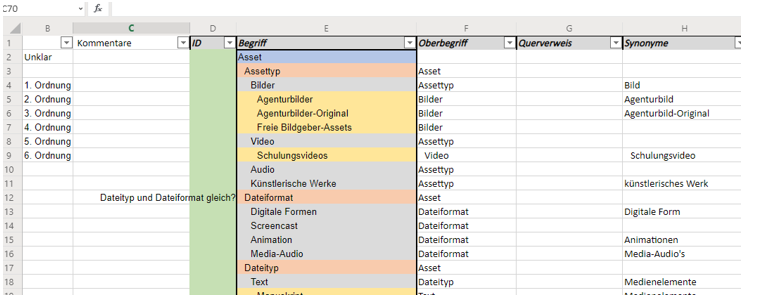 C70 fx
B C D E F G H
1 Kommentare ID Begriff Oberbegriff Querverweis Synonyme
2 Unklar Asset
3 Assettyp Asset
4 1. Ordnung Bilder Assettyp Bild
5 2. Ordnung Agenturbilder Bilder Agenturbild
6 3. Ordnung Agenturbilder-Original Bilder Agenturbild-Original
7 4. Ordnung Freie Bildgeber-Assets Bilder
8 5. Ordnung Video Assettyp
9 6. Ordnung Schulungsvideos Video Schulungsvideo
10 Audio Assettyp
11 Künstlerische Werke Assettyp künstlerisches Werk
12 Dateityp und Dateiformat gleich? Dateiformat Asset
13 Digitale Formen Dateiformat Digitale Form
14 Screencast Dateiformat
15 Animation Dateiformat Animationen
16 Media-Audio Dateiformat Media-Audio's
17 Dateityp Asset
18 Text Dateityp Medienelemente